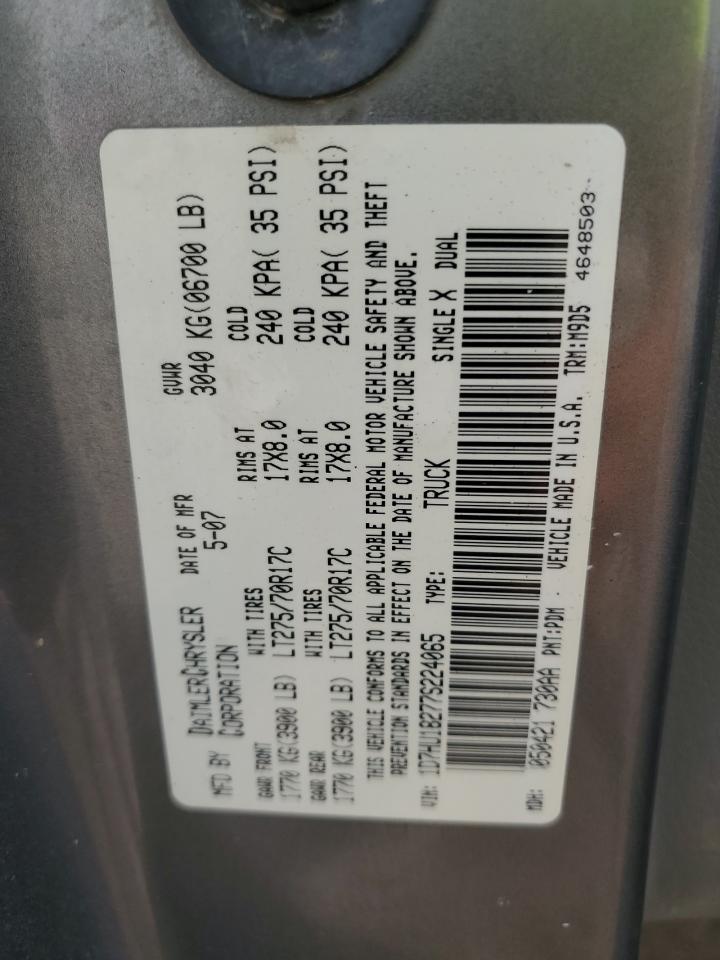 MFD BY DAIMLERCHRYSLER CORPORATION DATE OF MFR 5-07 GVWR 3040 KG(06700 LB)
GAWR FRONT WITH TIRES RIMS AT COLD
1770 KG(3900 LB) LT275/70R17C 17X8.0 240 KPA( 35 PSI)
GAWR REAR WITH TIRES RIMS AT COLD
1770 KG(3900 LB) LT275/70R17C 17X8.0 240 KPA( 35 PSI)
THIS VEHICLE CONFORMS TO ALL APPLICABLE FEDERAL MOTOR VEHICLE SAFETY AND THEFT
PREVENTION STANDARDS IN EFFECT ON THE DATE OF MANUFACTURE SHOWN ABOVE.
VIN: 1D7HU18277S224065 TYPE: TRUCK SINGLE X DUAL
MDH: 050421 730AA PNT:PDM VEHICLE MADE IN U.S.A. TRM:M9D5 4648503